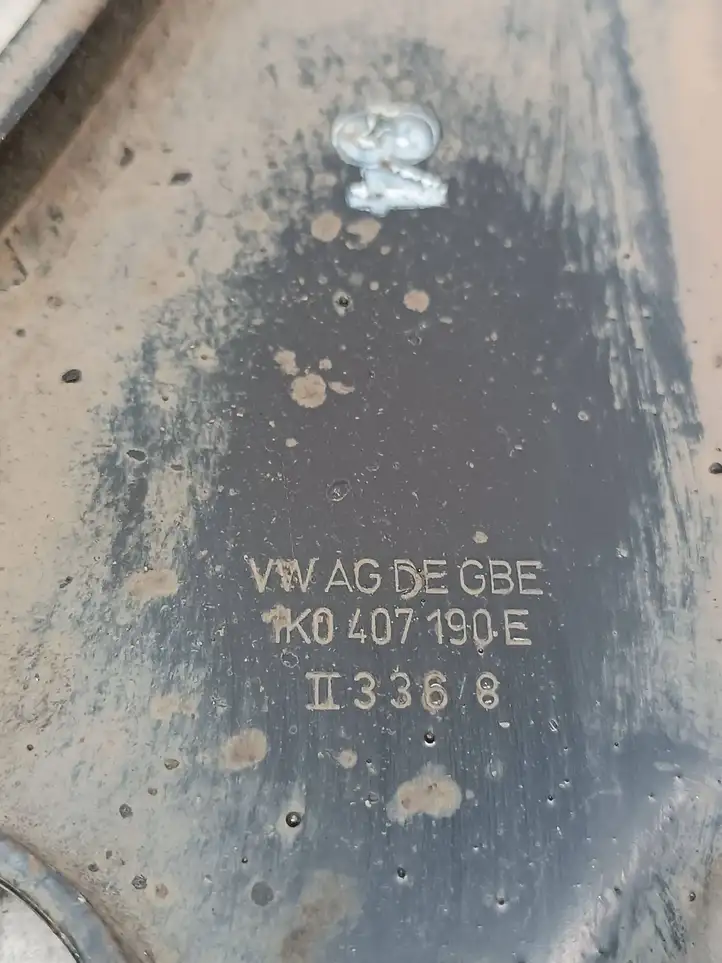 VW AG DE GBE
1K0 407 190 E
II 336 8